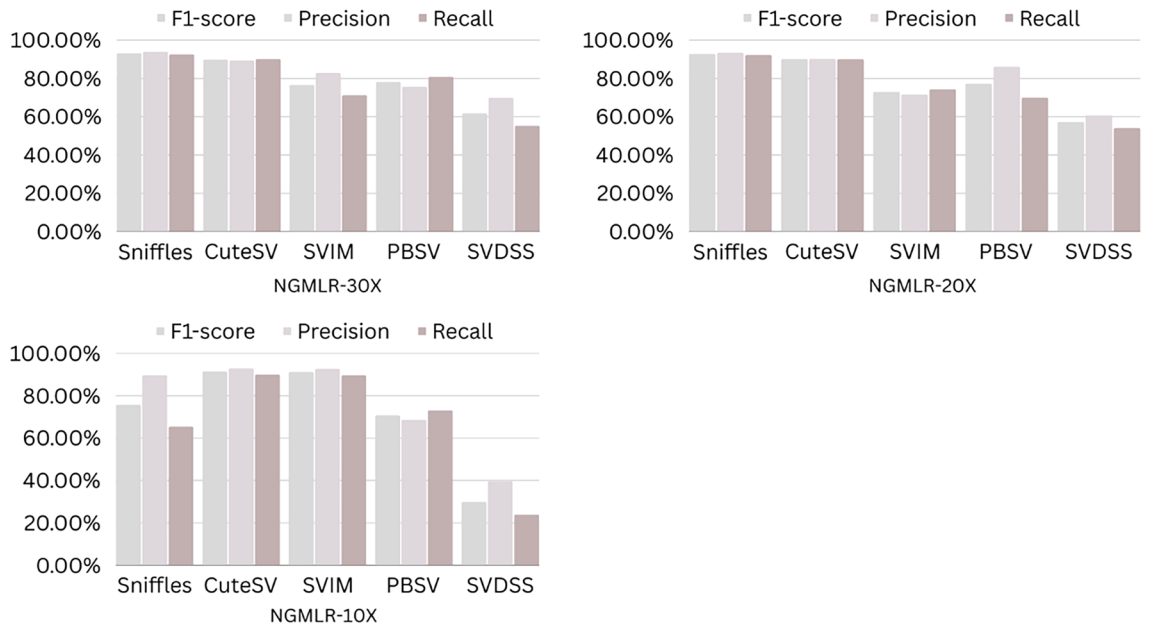 F1-score Precision Recall
100.00%
80.00%
60.00%
40.00%
20.00%
0.00%
Sniffles CuteSV SVIM PBSV SVDSS
NGMLR-30X
F1-score Precision Recall
100.00%
80.00%
60.00%
40.00%
20.00%
0.00%
Sniffles CuteSV SVIM PBSV SVDSS
NGMLR-20X
F1-score Precision Recall
100.00%
80.00%
60.00%
40.00%
20.00%
0.00%
Sniffles CuteSV SVIM PBSV SVDSS
NGMLR-10X